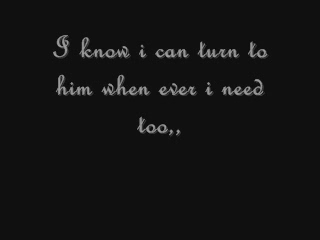 I know i can turn to
him when ever i need
too,,